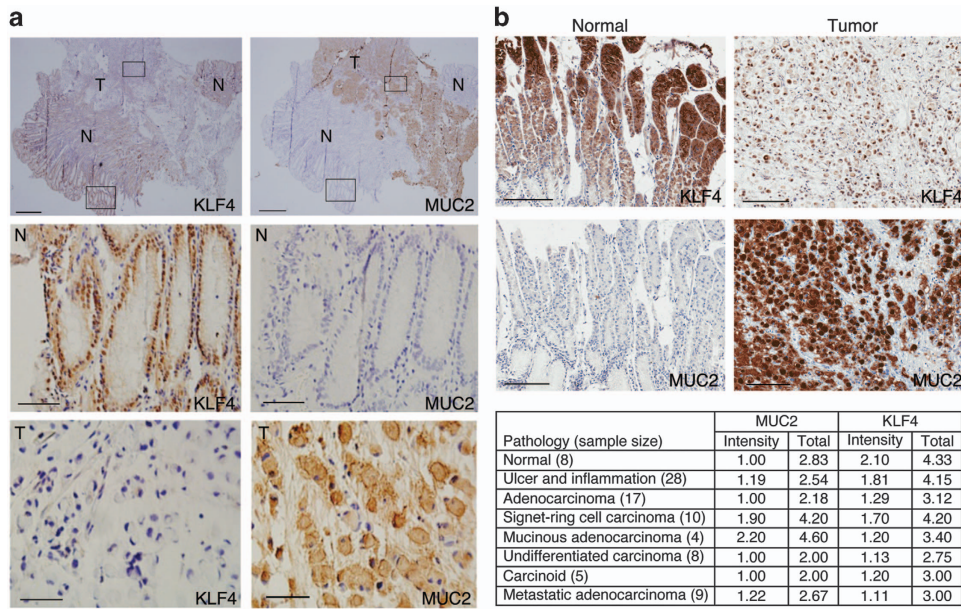 a
T
N
N
KLF4
T
N
N
MUC2
N
KLF4
MUC2
T
KLF4
T
MUC2
b
Normal Tumor
KLF4
KLF4
MUC2
MUC2
Pathology (sample size) MUC2 KLF4
Intensity Total Intensity Total
Normal (8) 1.00 2.83 2.10 4.33
Ulcer and inflammation (28) 1.19 2.54 1.81 4.15
Adenocarcinoma (17) 1.00 2.18 1.29 3.12
Signet-ring cell carcinoma (10) 1.90 4.20 1.70 4.20
Mucinous adenocarcinoma (4) 2.20 4.60 1.20 3.40
Undifferentiated carcinoma (8) 1.00 2.00 1.13 2.75
Carcinoid (5) 1.00 2.00 1.20 3.00
Metastatic adenocarcinoma (9) 1.22 2.67 1.11 3.00